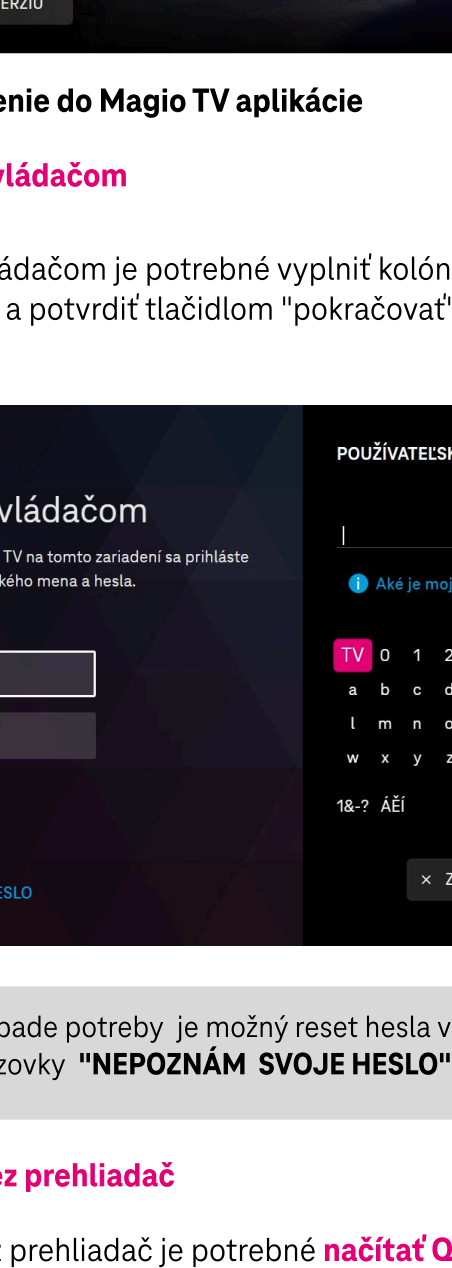 ERZIU
enie do Magio TV aplikácie
vládačom
ádačom je potrebné vyplniť kolón
a potvrdiť tlačidlom "pokračovať"
vládačom
TV na tomto zariadení sa prihláste
kého mena a hesla.
ESLO
POUŽÍVATEĽSK
Aké je moj
TV 0 1 2
a b c d
l m n o
w x y z
1&-? ÁĚÍ
× Z
pade potreby je možný reset hesla v
zovky "NEPOZNÁM SVOJE HESLO"
ez prehliadač
z prehliadač je potrebné načítať Q